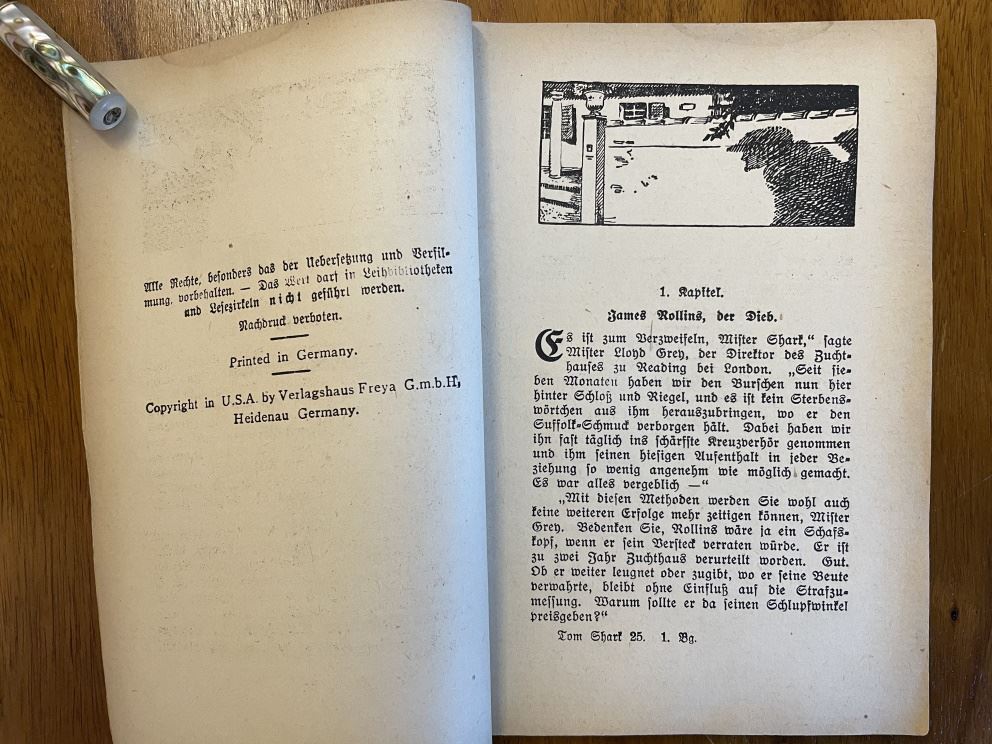 Alle Rechte, besonders das der Uebersetzung und Verfil-
mung, vorbehalten. — Das Werk darf in Leihbibliotheken
und Lesezirkeln nicht geführt werden.
Nachdruck verboten.
Printed in Germany.
Copyright in U.S.A. by Verlagshaus Freya G.m.b.H,
Heidenau Germany.
1. Kapitel.
James Rollins, der Dieb.
Es ist zum Verzweifeln, Mister Shark,“ sagte
Mister Lloyd Grey, der Direktor des Zucht-
hauses zu Reading bei London. „Seit sie-
ben Monaten haben wir den Burschen nun hier
hinter Schloß und Riegel, und es ist kein Sterbens-
wörtchen aus ihm herauszubringen, wo er den
Suffolk-Schmuck verborgen hält. Dabei haben wir
ihn fast täglich ins schärfste Kreuzverhör genommen
und ihm seinen hiesigen Aufenthalt in jeder Be-
ziehung so wenig angenehm wie möglich gemacht.
Es war alles vergeblich —“
„Mit diesen Methoden werden Sie wohl auch
keine weiteren Erfolge mehr zeitigen können, Mister
Grey. Bedenken Sie, Rollins wäre ja ein Schafs-
kopf, wenn er sein Versteck verraten würde. Er ist
zu zwei Jahr Zuchthaus verurteilt worden. Gut.
Ob er weiter leugnet oder zugibt, wo er seine Beute
verwahrte, bleibt ohne Einfluß auf die Strafzu-
messung. Warum sollte er da seinen Schlupfwinkel
preisgeben?“
Tom Shark 25. 1. Bg.